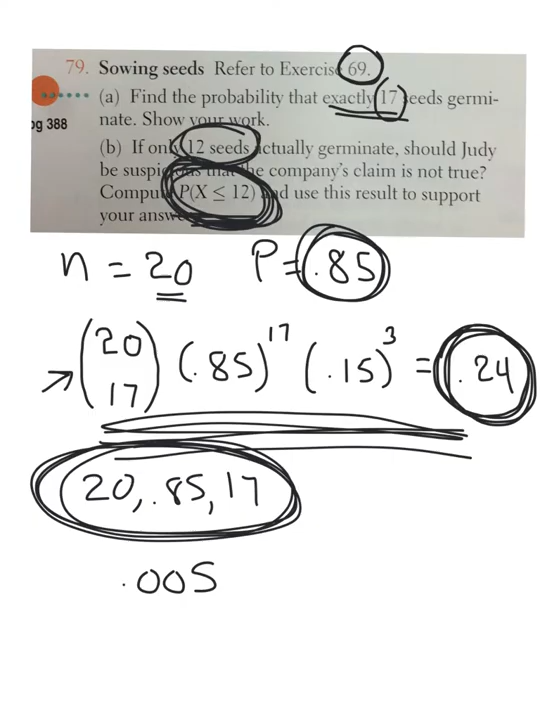 79. Sowing seeds Refer to Exercise 69.
(a) Find the probability that exactly 17 seeds germi-
pg 388 nate. Show your work.
(b) If only 12 seeds actually germinate, should Judy
be suspicious that the company's claim is not true?
Compute P(X ≤ 12) and use this result to support
your answer.
n = 20 P = .85
(20 17) (.85)^17 (.15)^3 = .24
20, .85, 17
.005